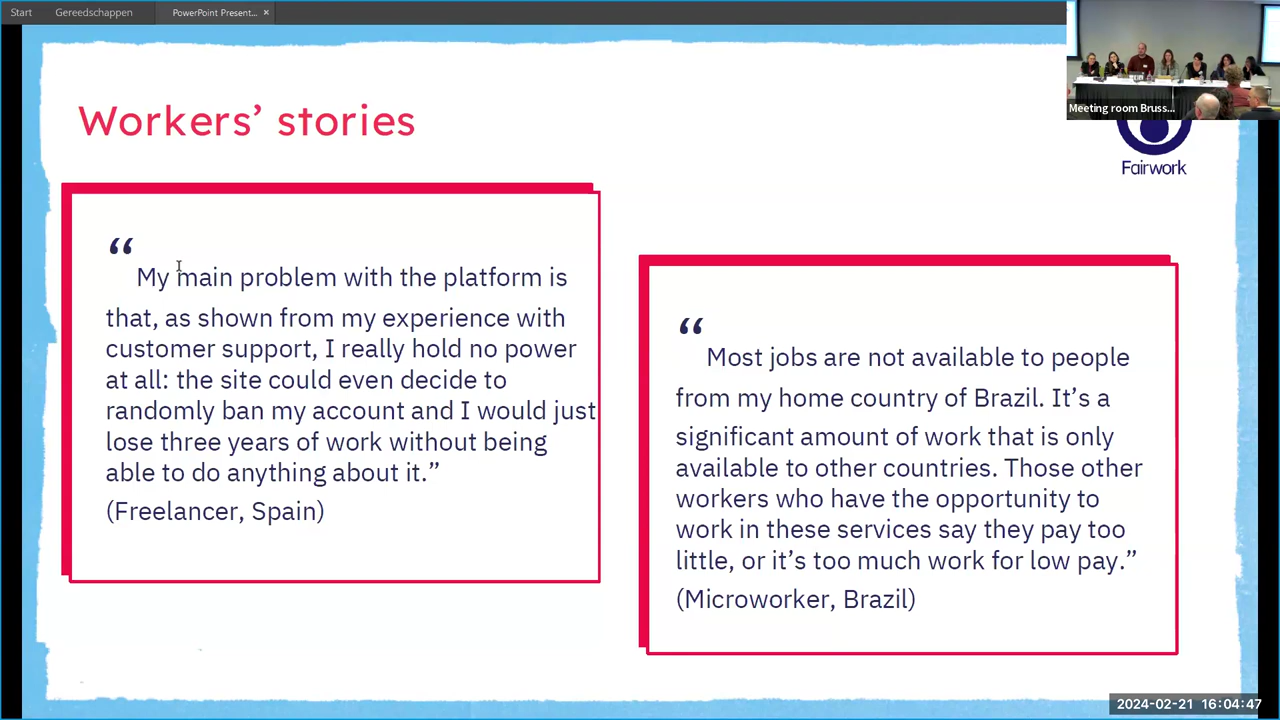 Start Gereedschappen PowerPoint Present... ×
Meeting room Bruss...
Workers’ stories
Fairwork
“
My main problem with the platform is
that, as shown from my experience with
customer support, I really hold no power
at all: the site could even decide to
randomly ban my account and I would just
lose three years of work without being
able to do anything about it.”
(Freelancer, Spain)
“
Most jobs are not available to people
from my home country of Brazil. It’s a
significant amount of work that is only
available to other countries. Those other
workers who have the opportunity to
work in these services say they pay too
little, or it’s too much work for low pay.”
(Microworker, Brazil)
2024-02-21 16:04:47